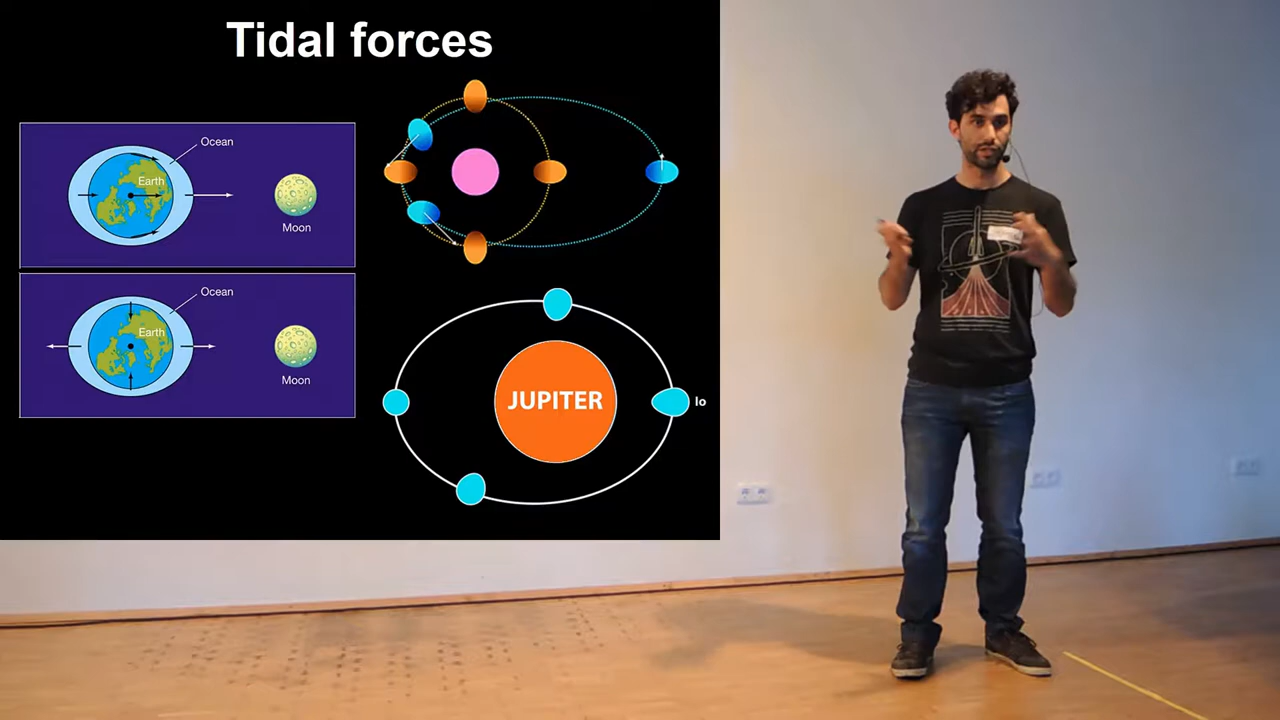 Tidal forces
Ocean
Earth
Moon
Ocean
Earth
Moon
JUPITER
Io